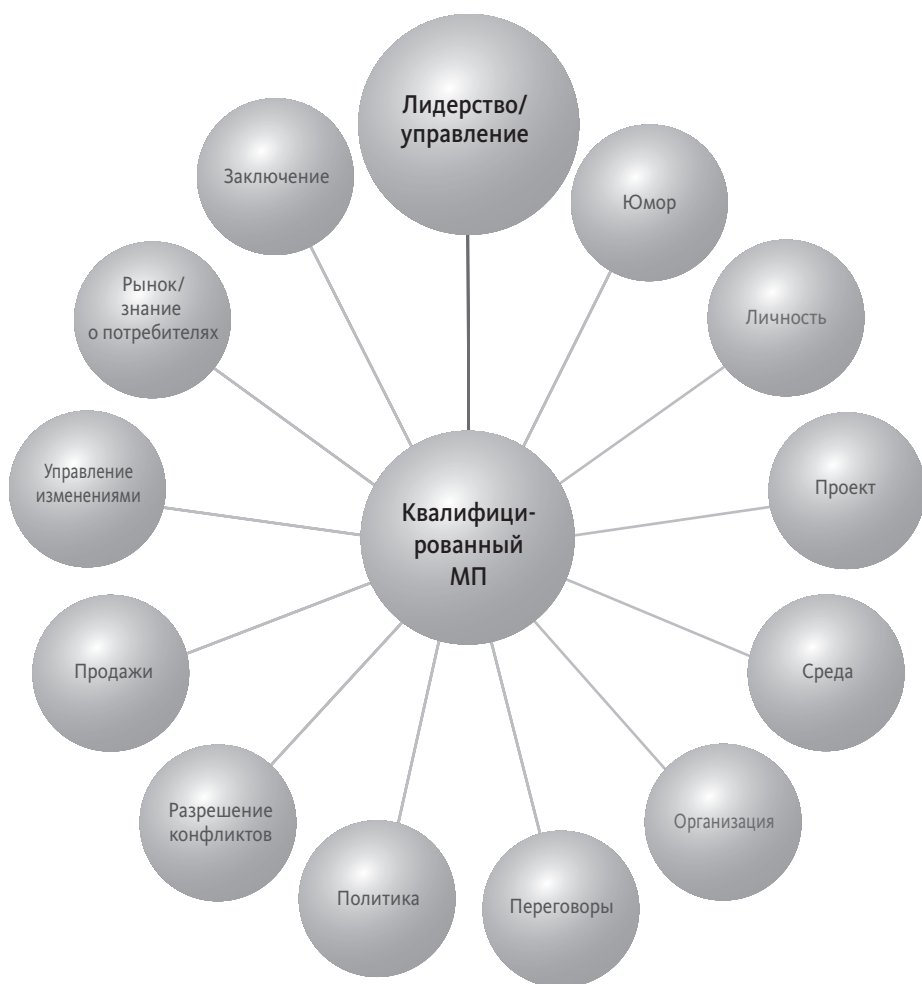 Лидерство/
управление
Юмор
Личность
Проект
Среда
Организация
Переговоры
Политика
Разрешение
конфликтов
Продажи
Управление
изменениями
Рынок/
знание
о потребителях
Заключение
Квалифици-
рованный
МП